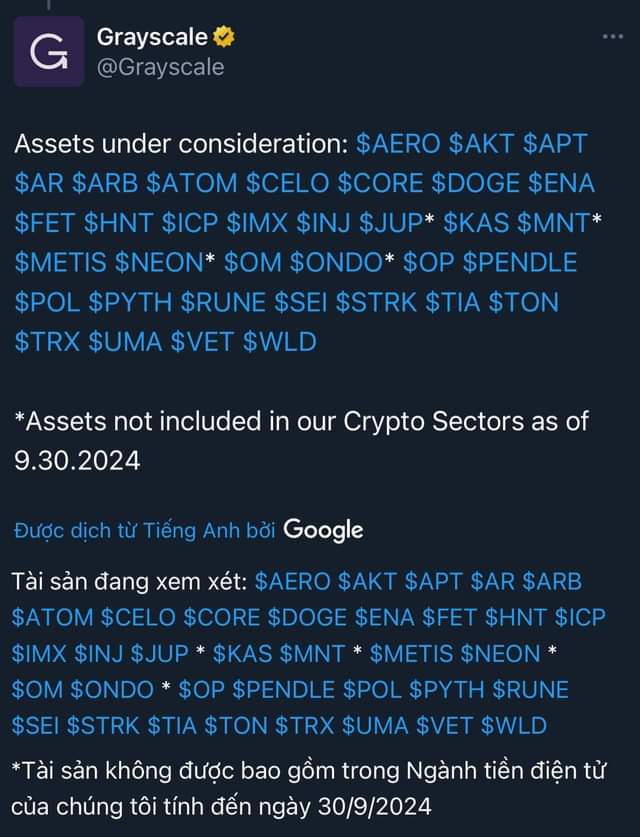 Grayscale
@Grayscale
Assets under consideration: $AERO $AKT $APT
$AR $ARB $ATOM $CELO $CORE $DOGE $ENA
$FET $HNT $ICP $IMX $INJ $JUP* $KAS $MNT*
$METIS $NEON* $OM $ONDO* $OP $PENDLE
$POL $PYTH $RUNE $SEI $STRK $TIA $TON
$TRX $UMA $VET $WLD
*Assets not included in our Crypto Sectors as of
9.30.2024
Được dịch từ Tiếng Anh bởi Google
Tài sản đang xem xét: $AERO $AKT $APT $AR $ARB
$ATOM $CELO $CORE $DOGE $ENA $FET $HNT $ICP
$IMX $INJ $JUP * $KAS $MNT * $METIS $NEON *
$OM $ONDO * $OP $PENDLE $POL $PYTH $RUNE
$SEI $STRK $TIA $TON $TRX $UMA $VET $WLD
*Tài sản không được bao gồm trong Ngành tiền điện tử
của chúng tôi tính đến ngày 30/9/2024